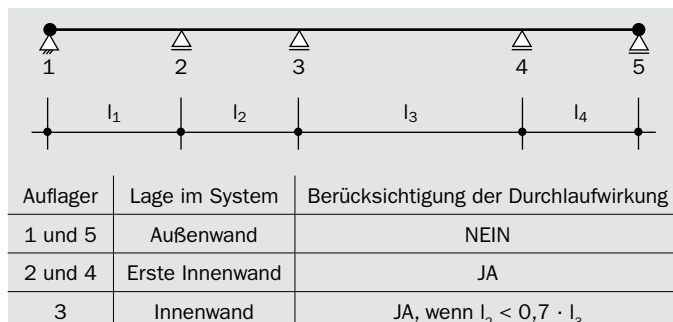 1 2 3 4 5
l₁ l₂ l₃ l₄
Auflager Lage im System Berücksichtigung der Durchlaufwirkung
1 und 5 Außenwand NEIN
2 und 4 Erste Innenwand JA
3 Innenwand JA, wenn l₂ < 0,7 · l₃